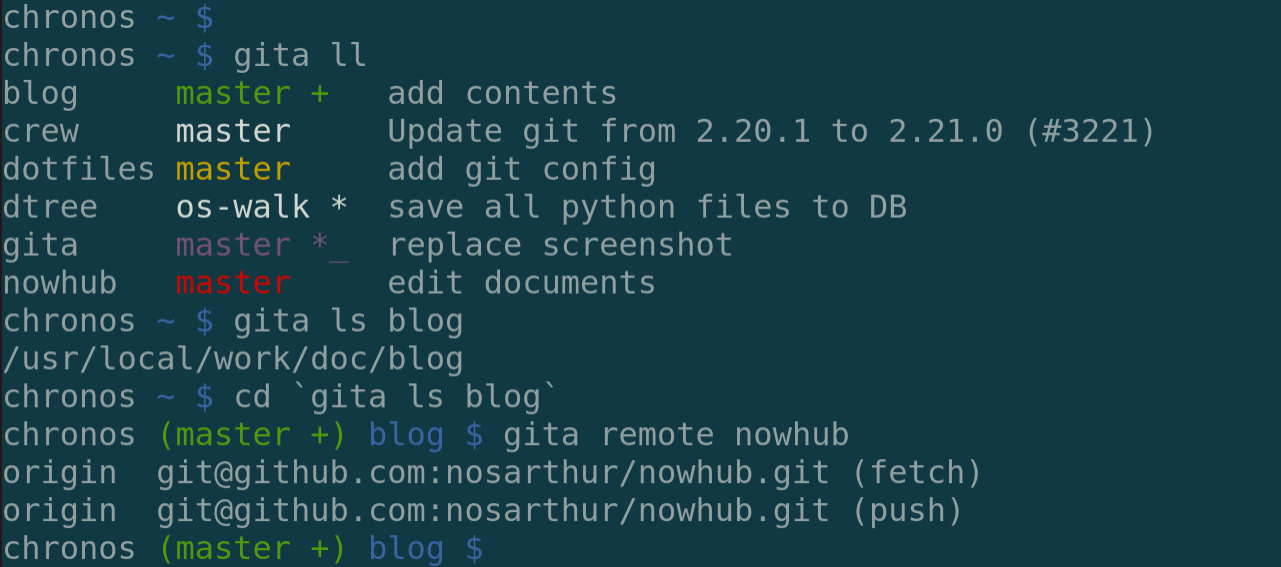 chronos ~ $
chronos ~ $ gita ll
blog     master +   add contents
crew     master     Update git from 2.20.1 to 2.21.0 (#3221)
dotfiles master     add git config
dtree    os-walk *  save all python files to DB
gita     master *_  replace screenshot
nowhub   master     edit documents
chronos ~ $ gita ls blog
/usr/local/work/doc/blog
chronos ~ $ cd `gita ls blog`
chronos (master +) blog $ gita remote nowhub
origin  git@github.com:nosarthur/nowhub.git (fetch)
origin  git@github.com:nosarthur/nowhub.git (push)
chronos (master +) blog $